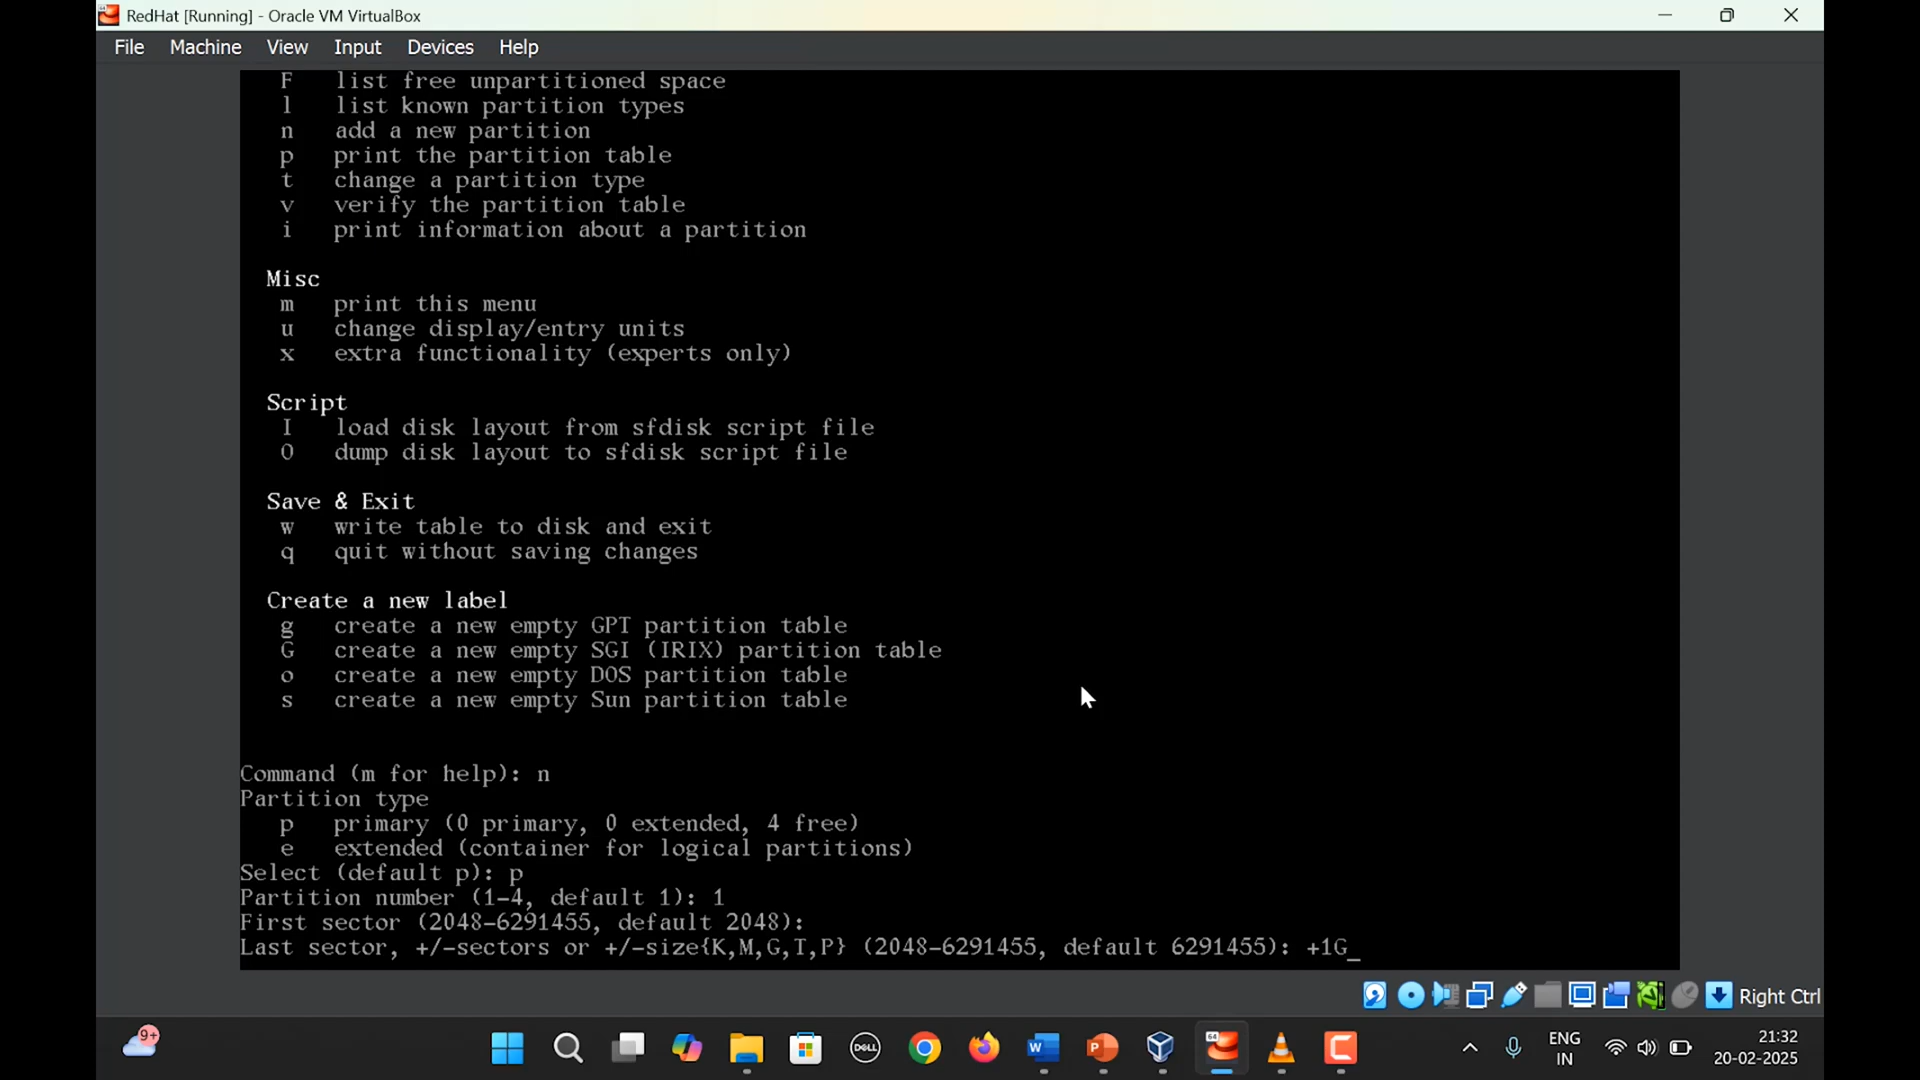 RedHat [Running] - Oracle VM VirtualBox
File Machine View Input Devices Help
F list free unpartitioned space
l list known partition types
n add a new partition
p print the partition table
t change a partition type
v verify the partition table
i print information about a partition
Misc
m print this menu
u change display/entry units
x extra functionality (experts only)
Script
I load disk layout from sfdisk script file
O dump disk layout to sfdisk script file
Save & Exit
w write table to disk and exit
q quit without saving changes
Create a new label
g create a new empty GPT partition table
G create a new empty SGI (IRIX) partition table
o create a new empty DOS partition table
s create a new empty Sun partition table
Command (m for help): n
Partition type
p primary (0 primary, 0 extended, 4 free)
e extended (container for logical partitions)
Select (default p): p
Partition number (1-4, default 1): 1
First sector (2048-6291455, default 2048):
Last sector, +/-sectors or +/-size{K,M,G,T,P} (2048-6291455, default 6291455): +1G_
Right Ctrl
9+
DELL
W
P
64
C
ENG
IN
21:32
20-02-2025